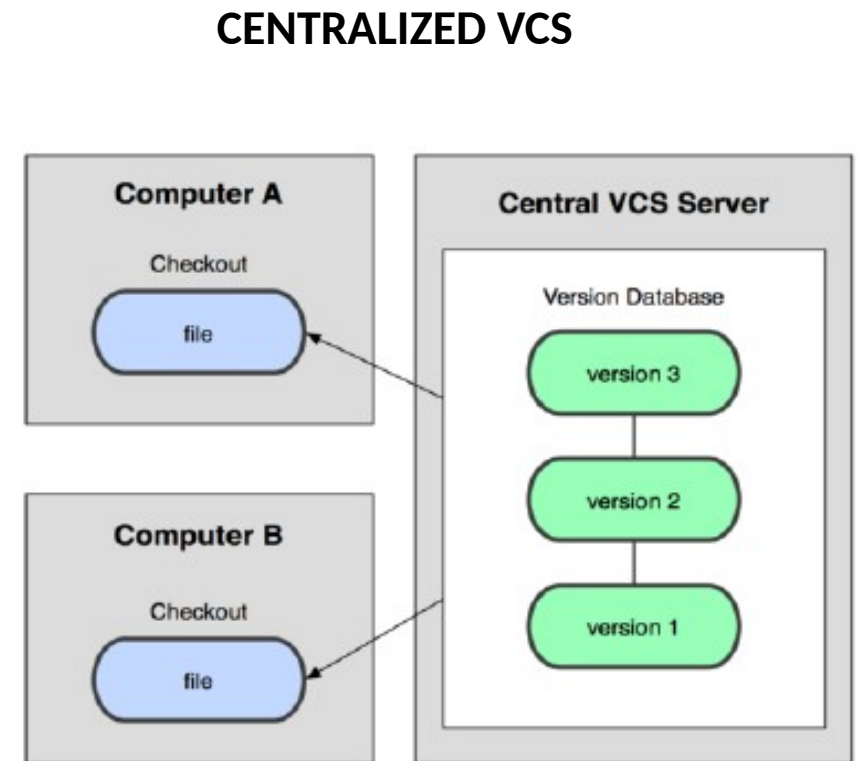 CENTRALIZED VCS
Computer A
Checkout
file
Central VCS Server
Version Database
version 3
version 2
version 1
Computer B
Checkout
file